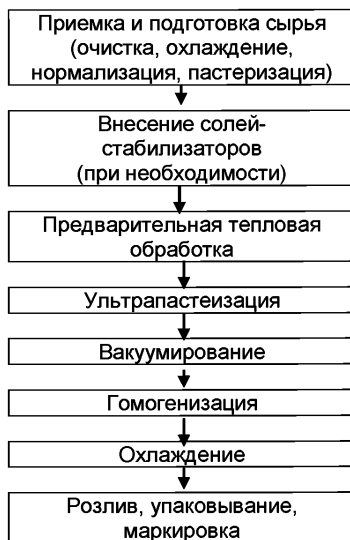 Приемка и подготовка сырья
(очистка, охлаждение,
нормализация, пастеризация)
Внесение солей-
стабилизаторов
(при необходимости)
Предварительная тепловая
обработка
Ультрапастеизация
Вакуумирование
Гомогенизация
Охлаждение
Розлив, упаковывание,
маркировка